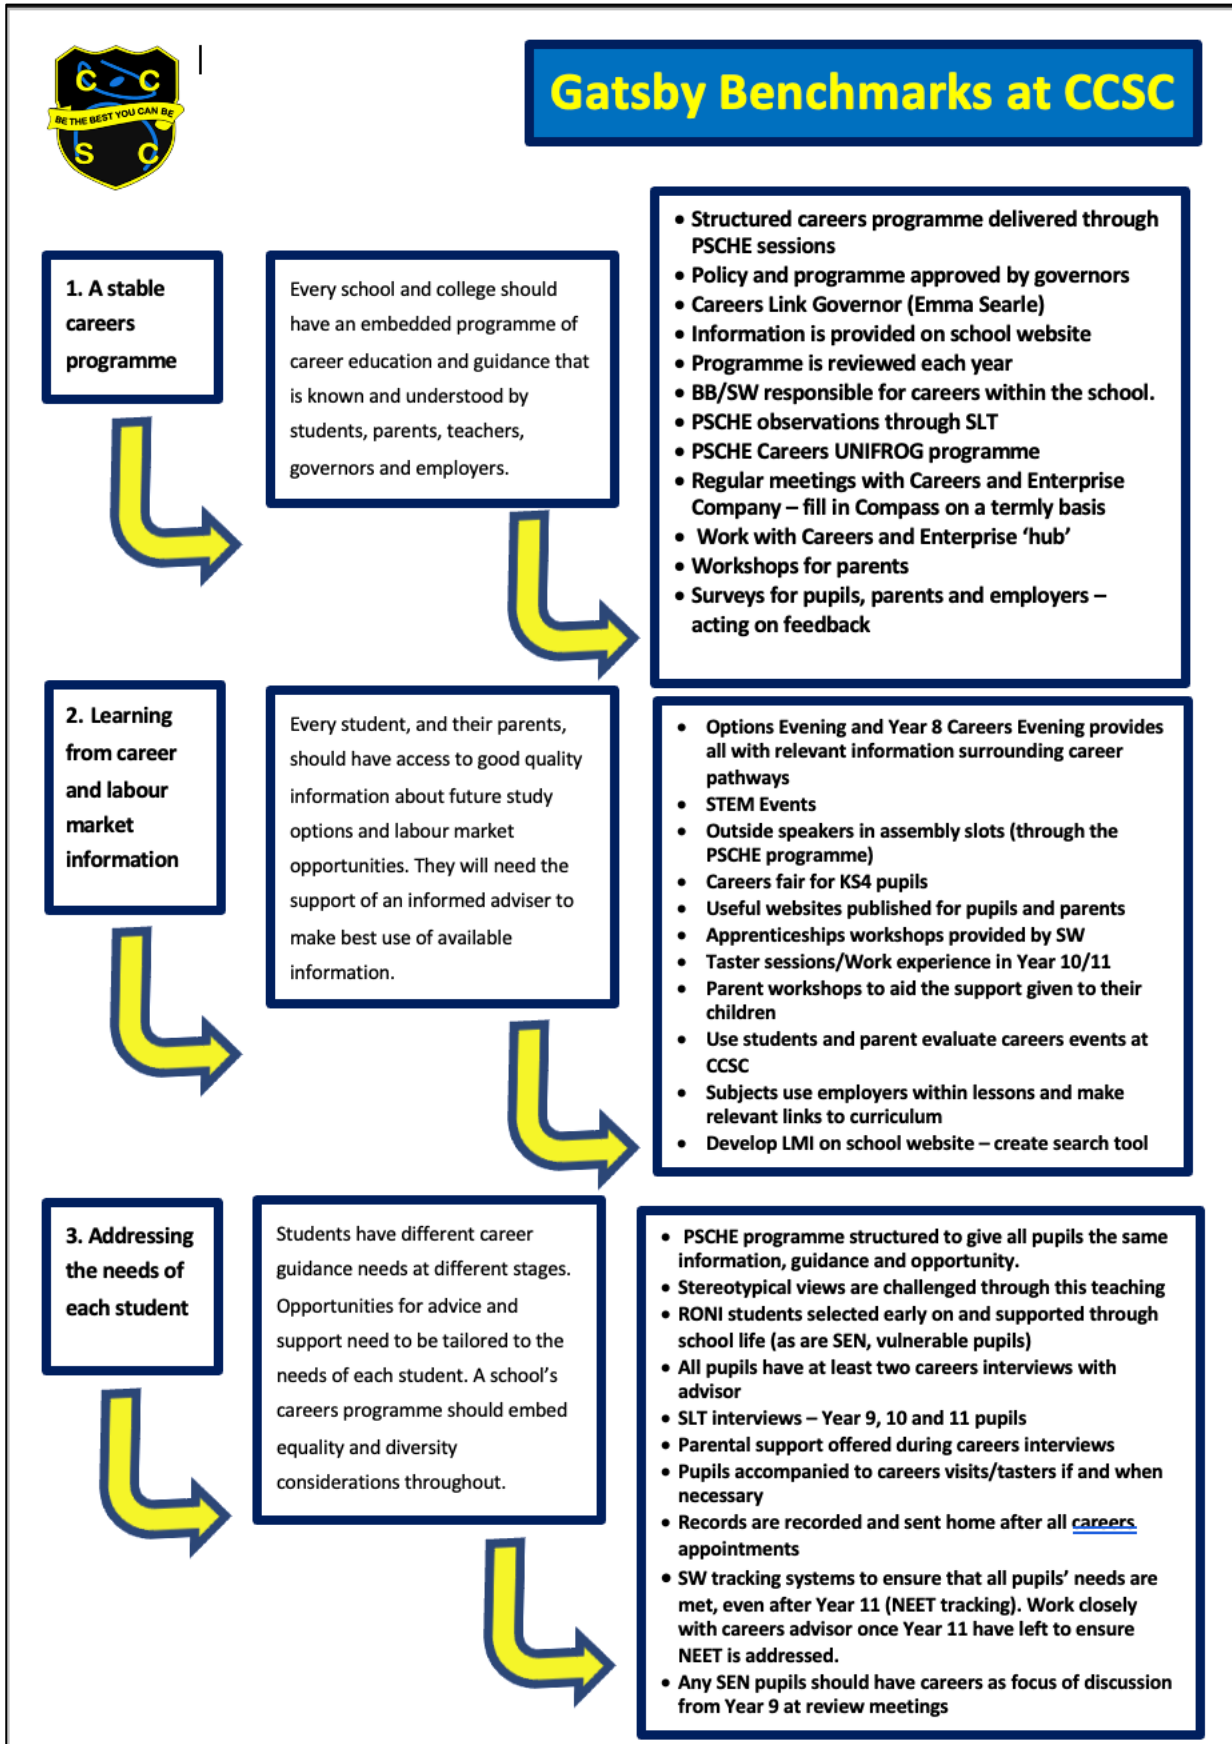 C C
BE THE BEST YOU CAN BE
S C
Gatsby Benchmarks at CCSC
1. A stable
careers
programme
Every school and college should
have an embedded programme of
career education and guidance that
is known and understood by
students, parents, teachers,
governors and employers.
• Structured careers programme delivered through
PSCHE sessions
• Policy and programme approved by governors
• Careers Link Governor (Emma Searle)
• Information is provided on school website
• Programme is reviewed each year
• BB/SW responsible for careers within the school.
• PSCHE observations through SLT
• PSCHE Careers UNIFROG programme
• Regular meetings with Careers and Enterprise
Company – fill in Compass on a termly basis
• Work with Careers and Enterprise ‘hub’
• Workshops for parents
• Surveys for pupils, parents and employers –
acting on feedback
2. Learning
from career
and labour
market
information
Every student, and their parents,
should have access to good quality
information about future study
options and labour market
opportunities. They will need the
support of an informed adviser to
make best use of available
information.
• Options Evening and Year 8 Careers Evening provides
all with relevant information surrounding career
pathways
• STEM Events
• Outside speakers in assembly slots (through the
PSCHE programme)
• Careers fair for KS4 pupils
• Useful websites published for pupils and parents
• Apprenticeships workshops provided by SW
• Taster sessions/Work experience in Year 10/11
• Parent workshops to aid the support given to their
children
• Use students and parent evaluate careers events at
CCSC
• Subjects use employers within lessons and make
relevant links to curriculum
• Develop LMI on school website – create search tool
3. Addressing
the needs of
each student
Students have different career
guidance needs at different stages.
Opportunities for advice and
support need to be tailored to the
needs of each student. A school’s
careers programme should embed
equality and diversity
considerations throughout.
• PSCHE programme structured to give all pupils the same
information, guidance and opportunity.
• Stereotypical views are challenged through this teaching
• RONI students selected early on and supported through
school life (as are SEN, vulnerable pupils)
• All pupils have at least two careers interviews with
advisor
• SLT interviews – Year 9, 10 and 11 pupils
• Parental support offered during careers interviews
• Pupils accompanied to careers visits/tasters if and when
necessary
• Records are recorded and sent home after all careers
appointments
• SW tracking systems to ensure that all pupils’ needs are
met, even after Year 11 (NEET tracking). Work closely
with careers advisor once Year 11 have left to ensure
NEET is addressed.
• Any SEN pupils should have careers as focus of discussion
from Year 9 at review meetings